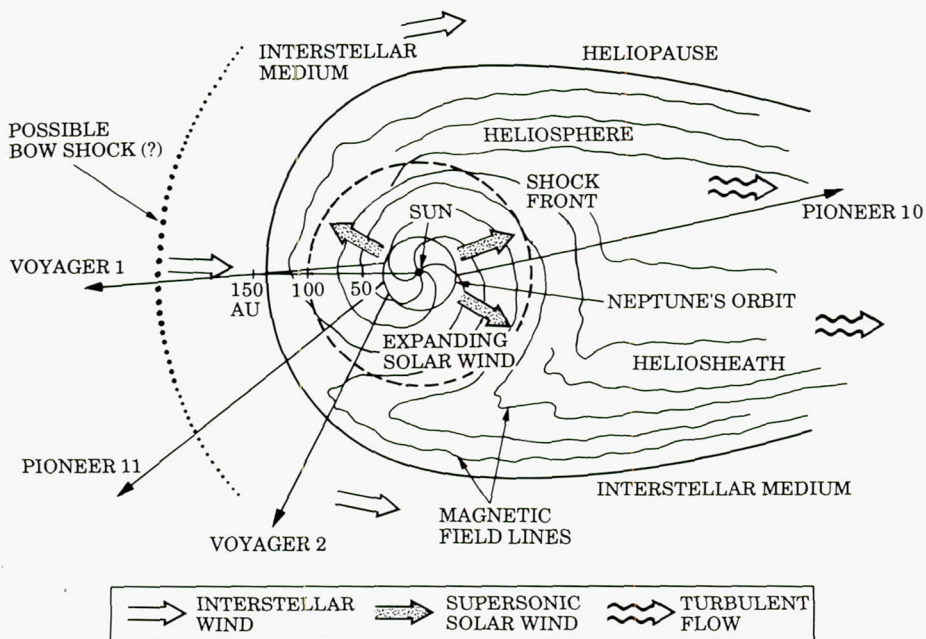 INTERSTELLAR
MEDIUM
HELIOPAUSE
POSSIBLE
BOW SHOCK (?)
HELIOSPHERE
SHOCK
FRONT
SUN
PIONEER 10
VOYAGER 1
150 100 50
AU
NEPTUNE'S ORBIT
EXPANDING
SOLAR WIND
HELIOSHEATH
PIONEER 11
INTERSTELLAR MEDIUM
MAGNETIC
FIELD LINES
VOYAGER 2
INTERSTELLAR
WIND
SUPERSONIC
SOLAR WIND
TURBULENT
FLOW